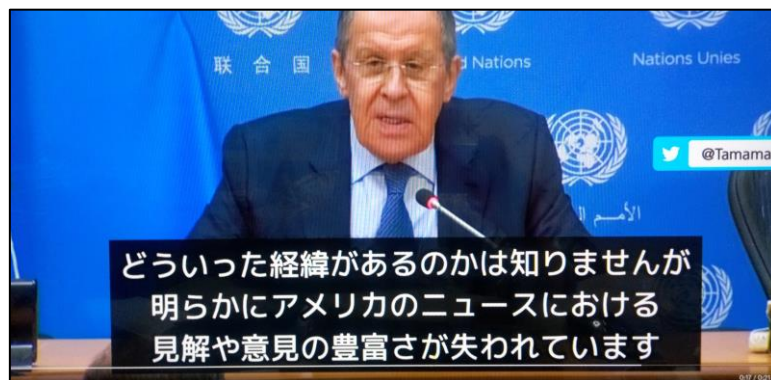 联合国
Nations
Nations Unies
@Tamama
الأمم ال
どういった経緯があるのかは知りませんが
明らかにアメリカのニュースにおける
見解や意見の豊富さが失われています